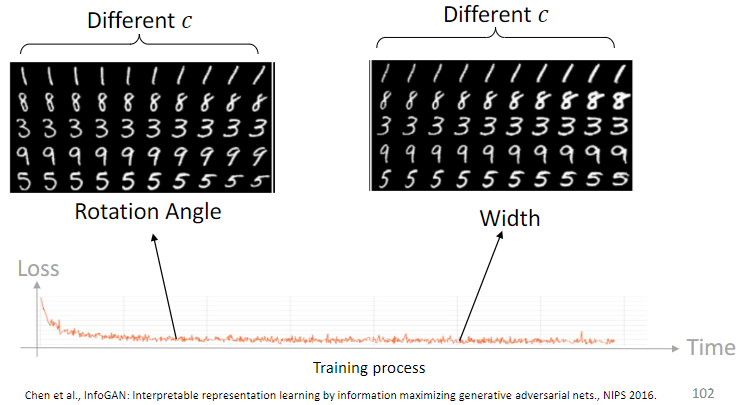 Different c
Different c
1 1 1 1 1 1 1 1 1 1
8 8 8 8 8 8 8 8 8 8
3 3 3 3 3 3 3 3 3 3
9 9 9 9 9 9 9 9 9 9
5 5 5 5 5 5 5 5 5 5
1 1 1 1 1 1 1 1 1 1
8 8 8 8 8 8 8 8 8 8
3 3 3 3 3 3 3 3 3 3
9 9 9 9 9 9 9 9 9 9
5 5 5 5 5 5 5 5 5 5
Rotation Angle
Width
Loss
Time
Training process
Chen et al., InfoGAN: Interpretable representation learning by information maximizing generative adversarial nets., NIPS 2016.
102